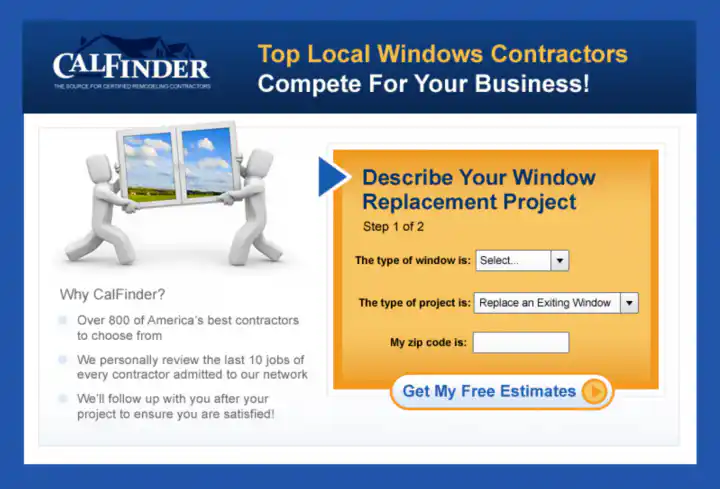 CALFINDER
THE SOURCE FOR CERTIFIED REMODELING CONTRACTORS
Top Local Windows Contractors
Compete For Your Business!
Describe Your Window
Replacement Project
Step 1 of 2
The type of window is: Select...
The type of project is: Replace an Exiting Window
My zip code is:
Get My Free Estimates
Why CalFinder?
Over 800 of America's best contractors
to choose from
We personally review the last 10 jobs of
every contractor admitted to our network
We'll follow up with you after your
project to ensure you are satisfied!